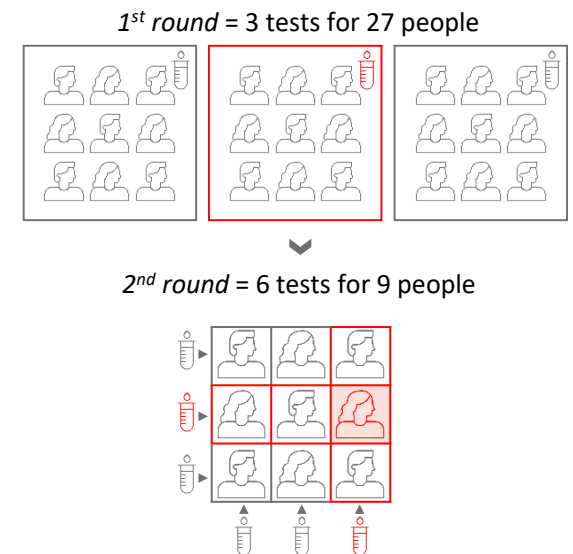 1st round = 3 tests for 27 people
2nd round = 6 tests for 9 people